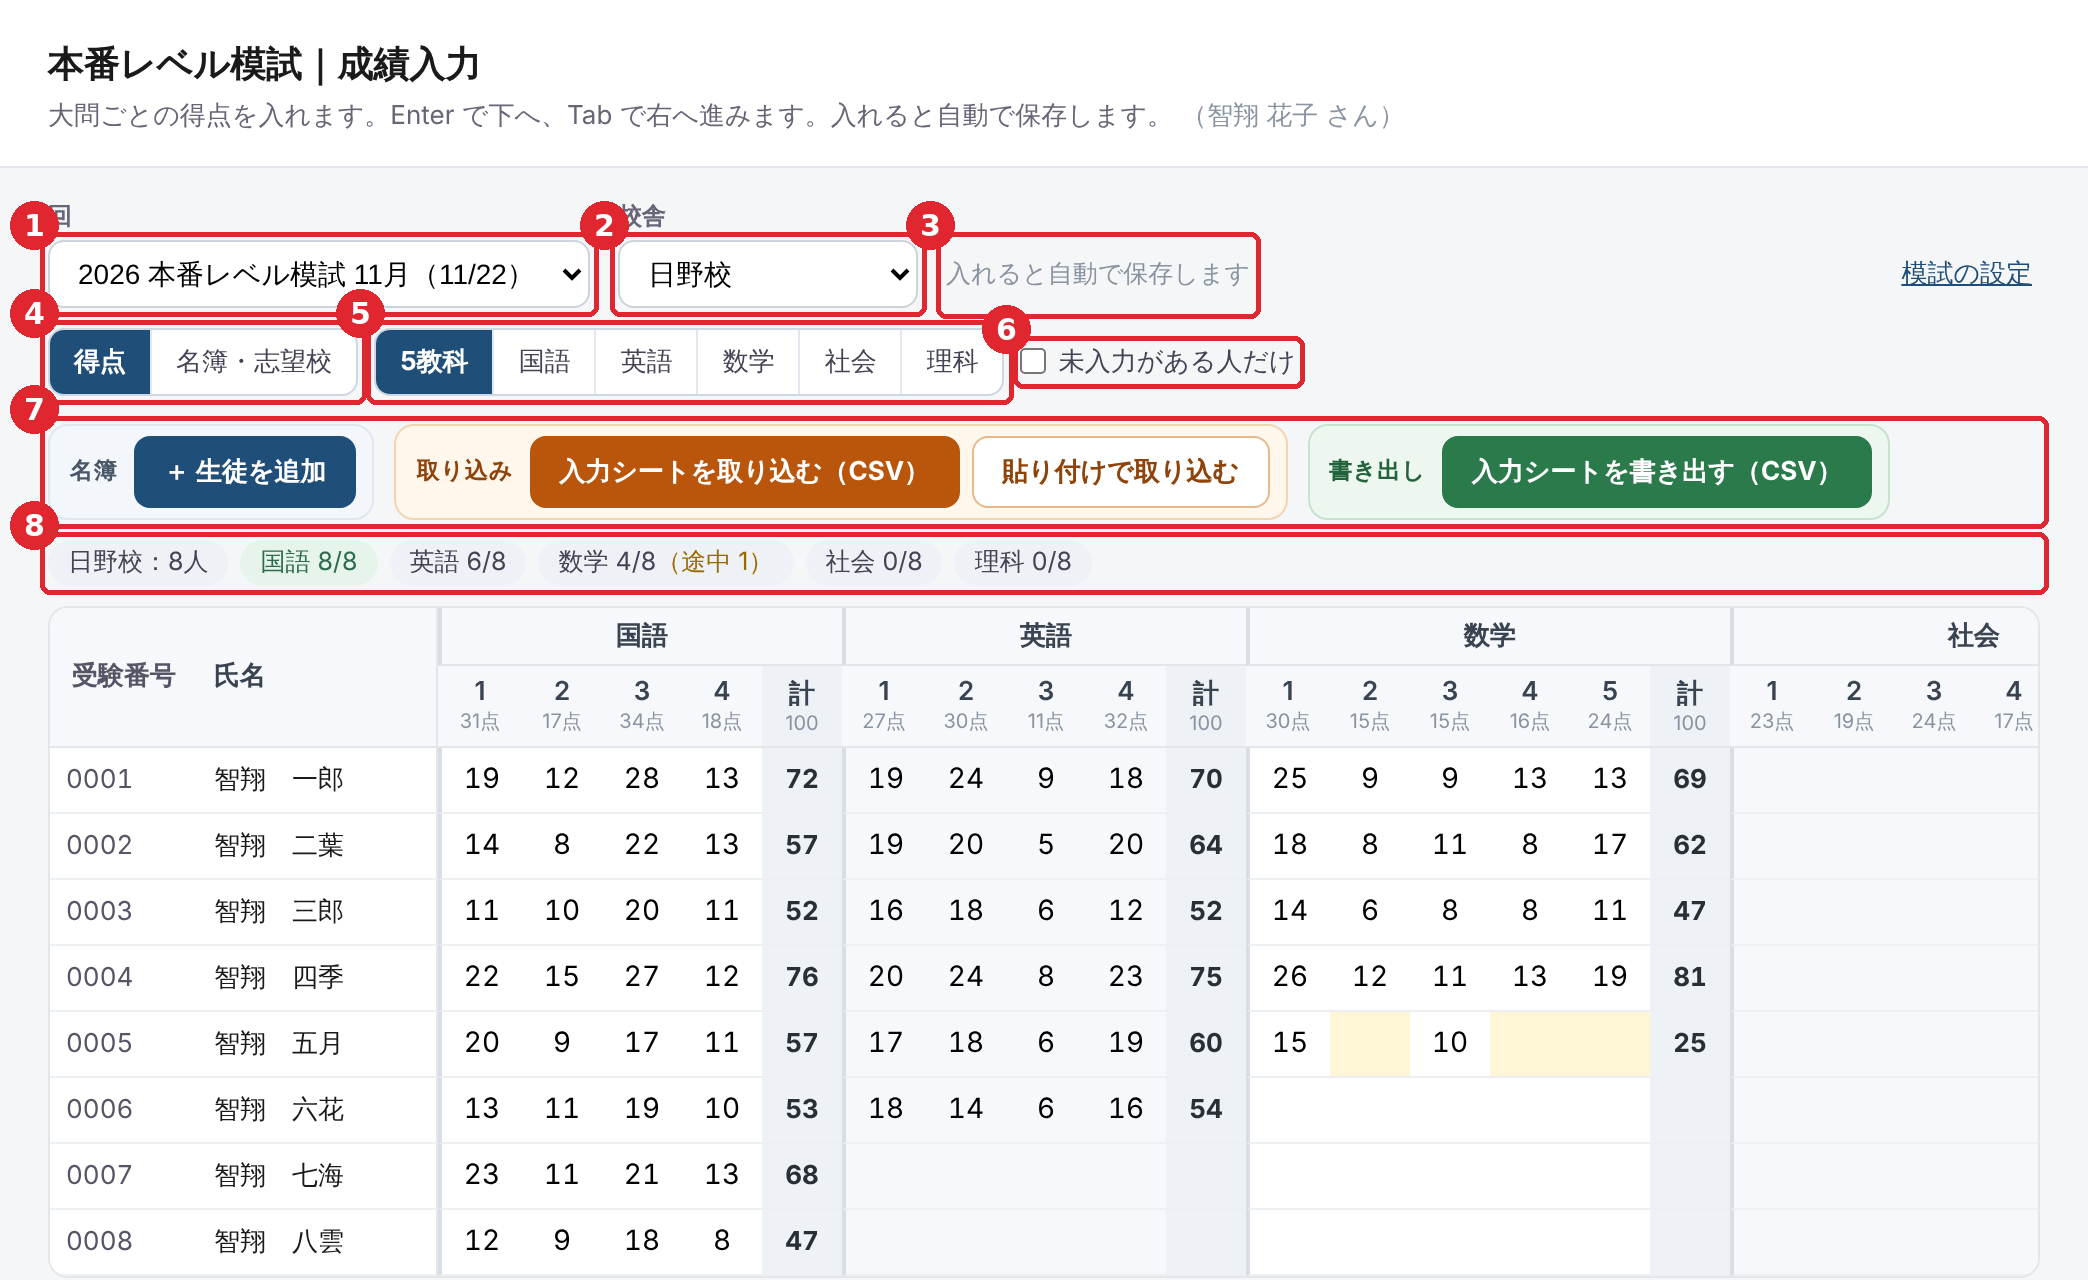 本番レベル模試｜成績入力
大問ごとの得点を入れます。Enter で下へ、Tab で右へ進みます。入れると自動で保存します。 （智翔 花子 さん）
1 回 2 校舎 3
2026 本番レベル模試 11月（11/22） 日野校 入れると自動で保存します 模試の設定
4 5 6
得点 名簿・志望校 5教科 国語 英語 数学 社会 理科 未入力がある人だけ
7
名簿 ＋ 生徒を追加 取り込み 入力シートを取り込む（CSV） 貼り付けで取り込む 書き出し 入力シートを書き出す（CSV）
8
日野校：8人 国語 8/8 英語 6/8 数学 4/8（途中 1） 社会 0/8 理科 0/8
受験番号 氏名 国語 英語 数学 社会
1 2 3 4 計 1 2 3 4 計 1 2 3 4 5 計 1 2 3 4
31点 17点 34点 18点 100 27点 30点 11点 32点 100 30点 15点 15点 16点 24点 100 23点 19点 24点 17点
0001 智翔　一郎 19 12 28 13 72 19 24 9 18 70 25 9 9 13 13 69
0002 智翔　二葉 14 8 22 13 57 19 20 5 20 64 18 8 11 8 17 62
0003 智翔　三郎 11 10 20 11 52 16 18 6 12 52 14 6 8 8 11 47
0004 智翔　四季 22 15 27 12 76 20 24 8 23 75 26 12 11 13 19 81
0005 智翔　五月 20 9 17 11 57 17 18 6 19 60 15 10 25
0006 智翔　六花 13 11 19 10 53 18 14 6 16 54
0007 智翔　七海 23 11 21 13 68
0008 智翔　八雲 12 9 18 8 47